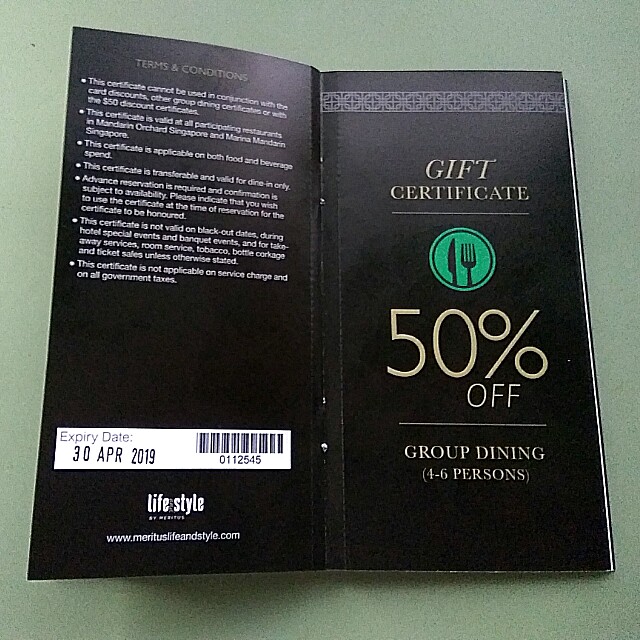 TERMS & CONDITIONS
• This certificate cannot be used in conjunction with the
card discounts, other group dining certificates or with
the $50 discount certificates.
• This certificate is valid at all participating restaurants
in Mandarin Orchard Singapore and Marina Mandarin
Singapore.
• This certificate is applicable on both food and beverage
spend.
• This certificate is transferable and valid for dine-in only.
• Advance reservation is required and confirmation is
subject to availability. Please indicate that you wish
to use the certificate at the time of reservation for the
certificate to be honoured.
• This certificate is not valid on black-out dates, during
hotel special events and banquet events, and for take-
away services, room service, tobacco, bottle corkage
and ticket sales unless otherwise stated.
• This certificate is not applicable on service charge and
on all government taxes.
Expiry Date:
30 APR 2019
0112545
life and style
BY MERITUS
www.merituslifeandstyle.com
GIFT
CERTIFICATE
50%
OFF
GROUP DINING
(4-6 PERSONS)